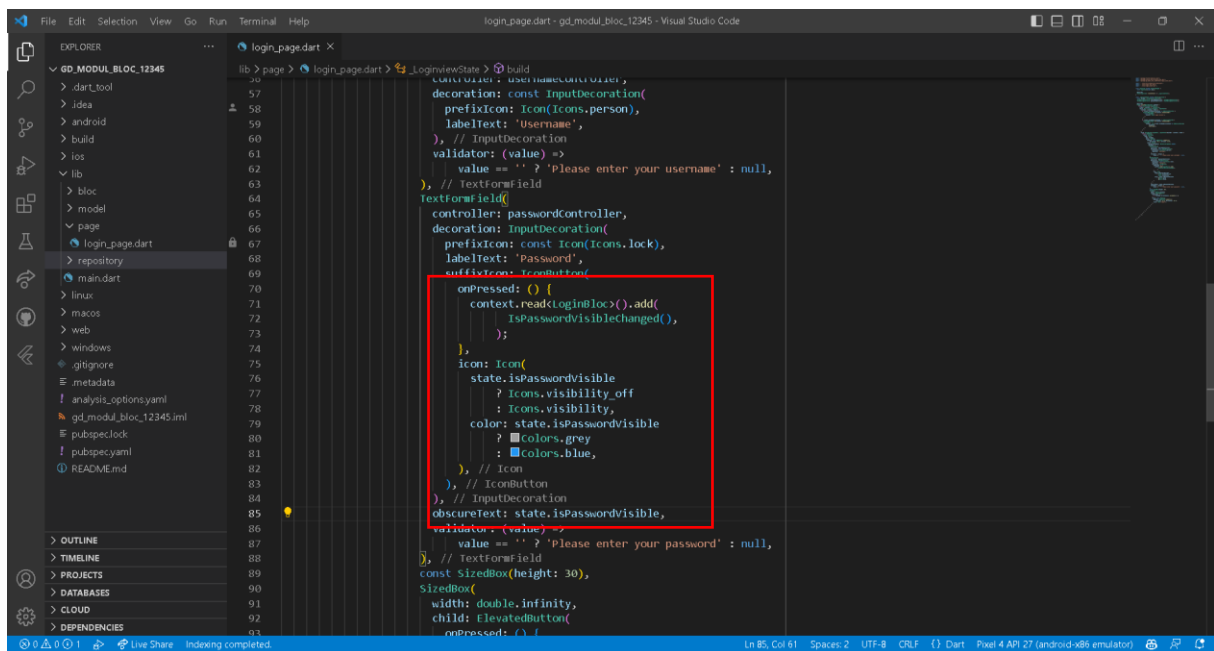 File Edit Selection View Go Run Terminal Help
login_page.dart - gd_modul_bloc_12345 - Visual Studio Code
EXPLORER
GD_MODUL_BLOC_12345
.dart_tool
.idea
android
build
ios
lib
bloc
model
page
login_page.dart
repository
main.dart
linux
macos
web
windows
.gitignore
.metadata
analysis_options.yaml
gd_modul_bloc_12345.iml
pubspec.lock
pubspec.yaml
README.md
OUTLINE
TIMELINE
PROJECTS
DATABASES
CLOUD
DEPENDENCIES
login_page.dart
lib > page > login_page.dart > _LoginviewState > build
56 controller: usernameController,
57 decoration: const InputDecoration(
58 prefixIcon: Icon(Icons.person),
59 labelText: 'Username',
60 ), // InputDecoration
61 validator: (value) =>
62 value == '' ? 'Please enter your username' : null,
63 ), // TextFormField
64 TextFormField(
65 controller: passwordController,
66 decoration: InputDecoration(
67 prefixIcon: const Icon(Icons.lock),
68 labelText: 'Password',
69 suffixIcon: IconButton(
70 onPressed: () {
71 context.read<LoginBloc>().add(
72 IsPasswordVisibleChanged(),
73 );
74 },
75 icon: Icon(
76 state.isPasswordVisible
77 ? Icons.visibility_off
78 : Icons.visibility,
79 color: state.isPasswordVisible
80 ? Colors.grey
81 : Colors.blue,
82 ), // Icon
83 ), // IconButton
84 ), // InputDecoration
85 obscureText: state.isPasswordVisible,
86 validator: (value) =>
87 value == '' ? 'Please enter your password' : null,
88 ), // TextFormField
89 const SizedBox(height: 30),
90 SizedBox(
91 width: double.infinity,
92 child: ElevatedButton(
93 onPressed: () {
0 0 1 Live Share Indexing completed.
Ln 85, Col 61 Spaces: 2 UTF-8 CRLF {} Dart Pixel 4 API 27 (android-x86 emulator)